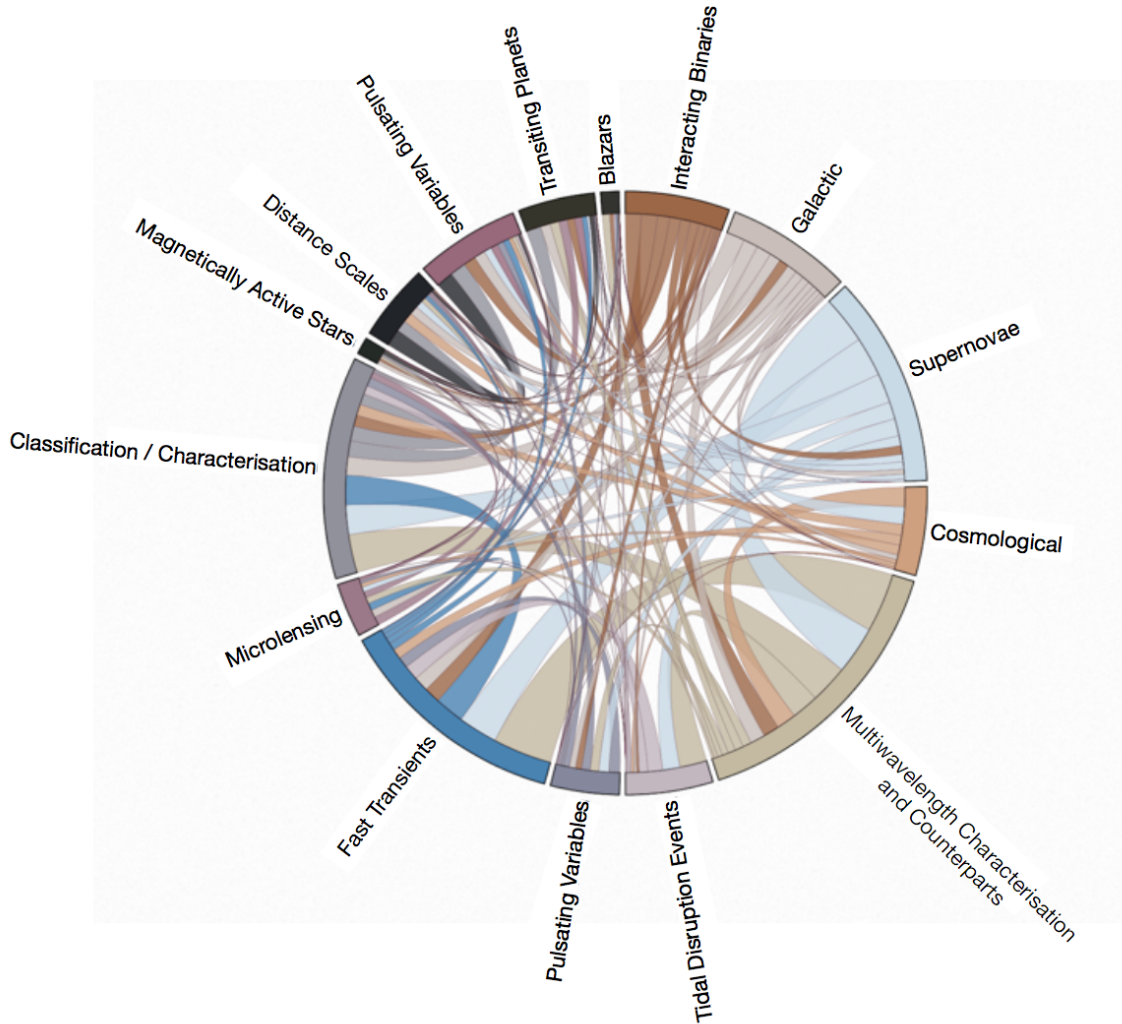 Interacting Binaries
Galactic
Supernovae
Cosmological
Multiwavelength Characterisation
and Counterparts
Tidal Disruption Events
Pulsating Variables
Fast Transients
Microlensing
Classification / Characterisation
Magnetically Active Stars
Distance Scales
Pulsating Variables
Transiting Planets
Blazars